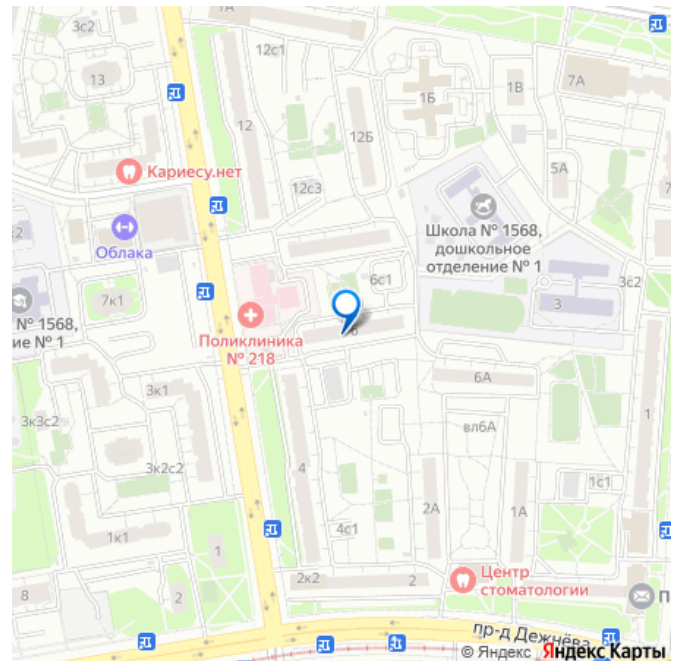 3с2
12с1
13
1Б
1В
7А
12
12Б
Кариесу.нет
12с3
5А
7
Облака
Школа № 1568,
дошкольное
отделение № 1
3с2
6с1
3
7к1
№ 1568,
ие № 1
Поликлиника
№ 218
6А
3к1
3к3с2
вл6А
1
3к2с2
4
2А
1А
1с1
1к1
4с1
1
2к2
2
Центр
стоматологии
8
2
П
пр-д Дежнёва
© Яндекс
Яндекс Карты